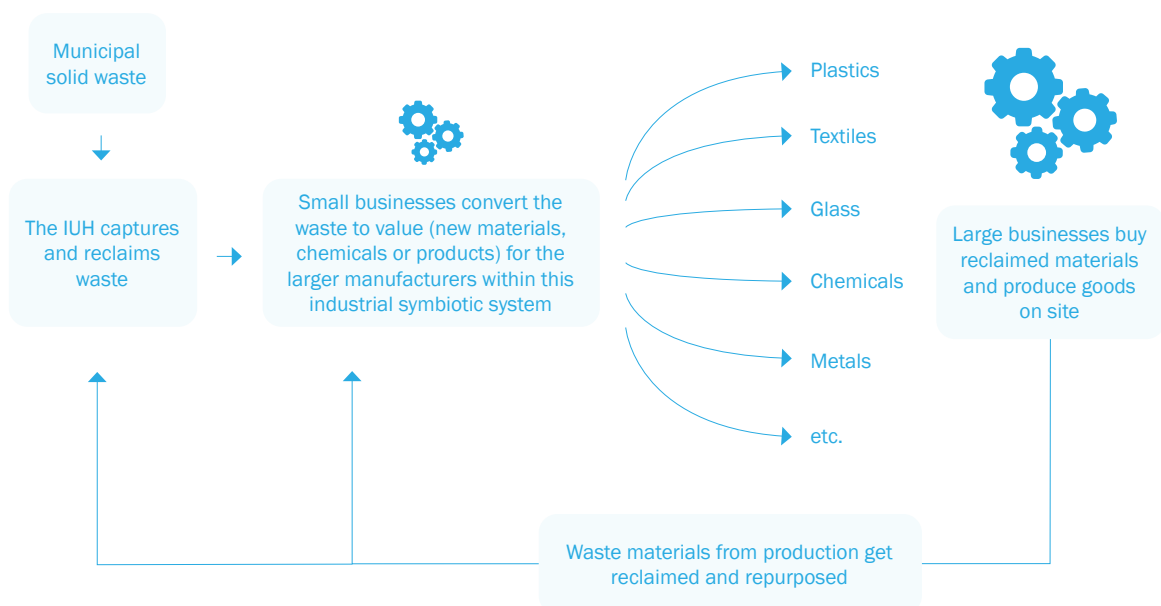 Municipal
solid waste
The IUH captures
and reclaims
waste
Small businesses convert the
waste to value (new materials,
chemicals or products) for the
larger manufacturers within this
industrial symbiotic system
Plastics
Textiles
Glass
Chemicals
Metals
etc.
Large businesses buy
reclaimed materials
and produce goods
on site
Waste materials from production get
reclaimed and repurposed